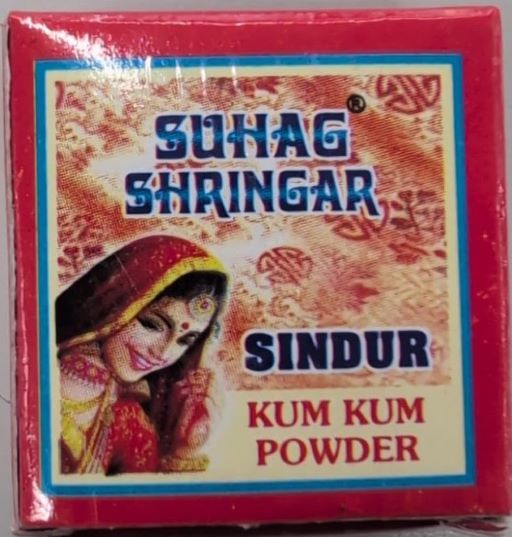 SUHAG ®
SHRINGAR
SINDUR
KUM KUM
POWDER